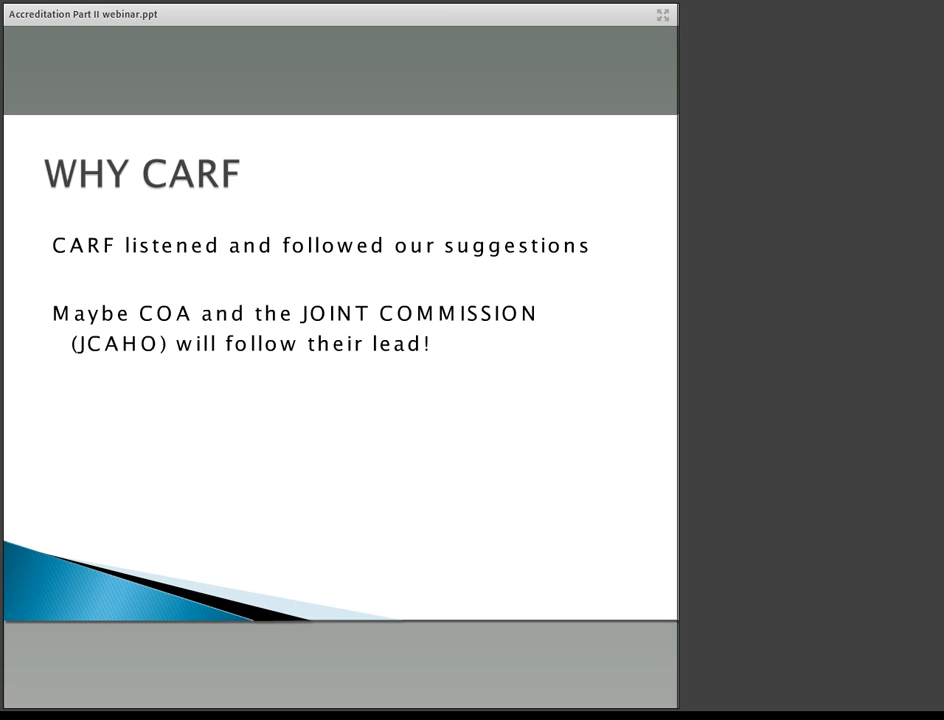 Accreditation Part II webinar.ppt
WHY CARF
CARF listened and followed our suggestions
Maybe COA and the JOINT COMMISSION
(JCAHO) will follow their lead!